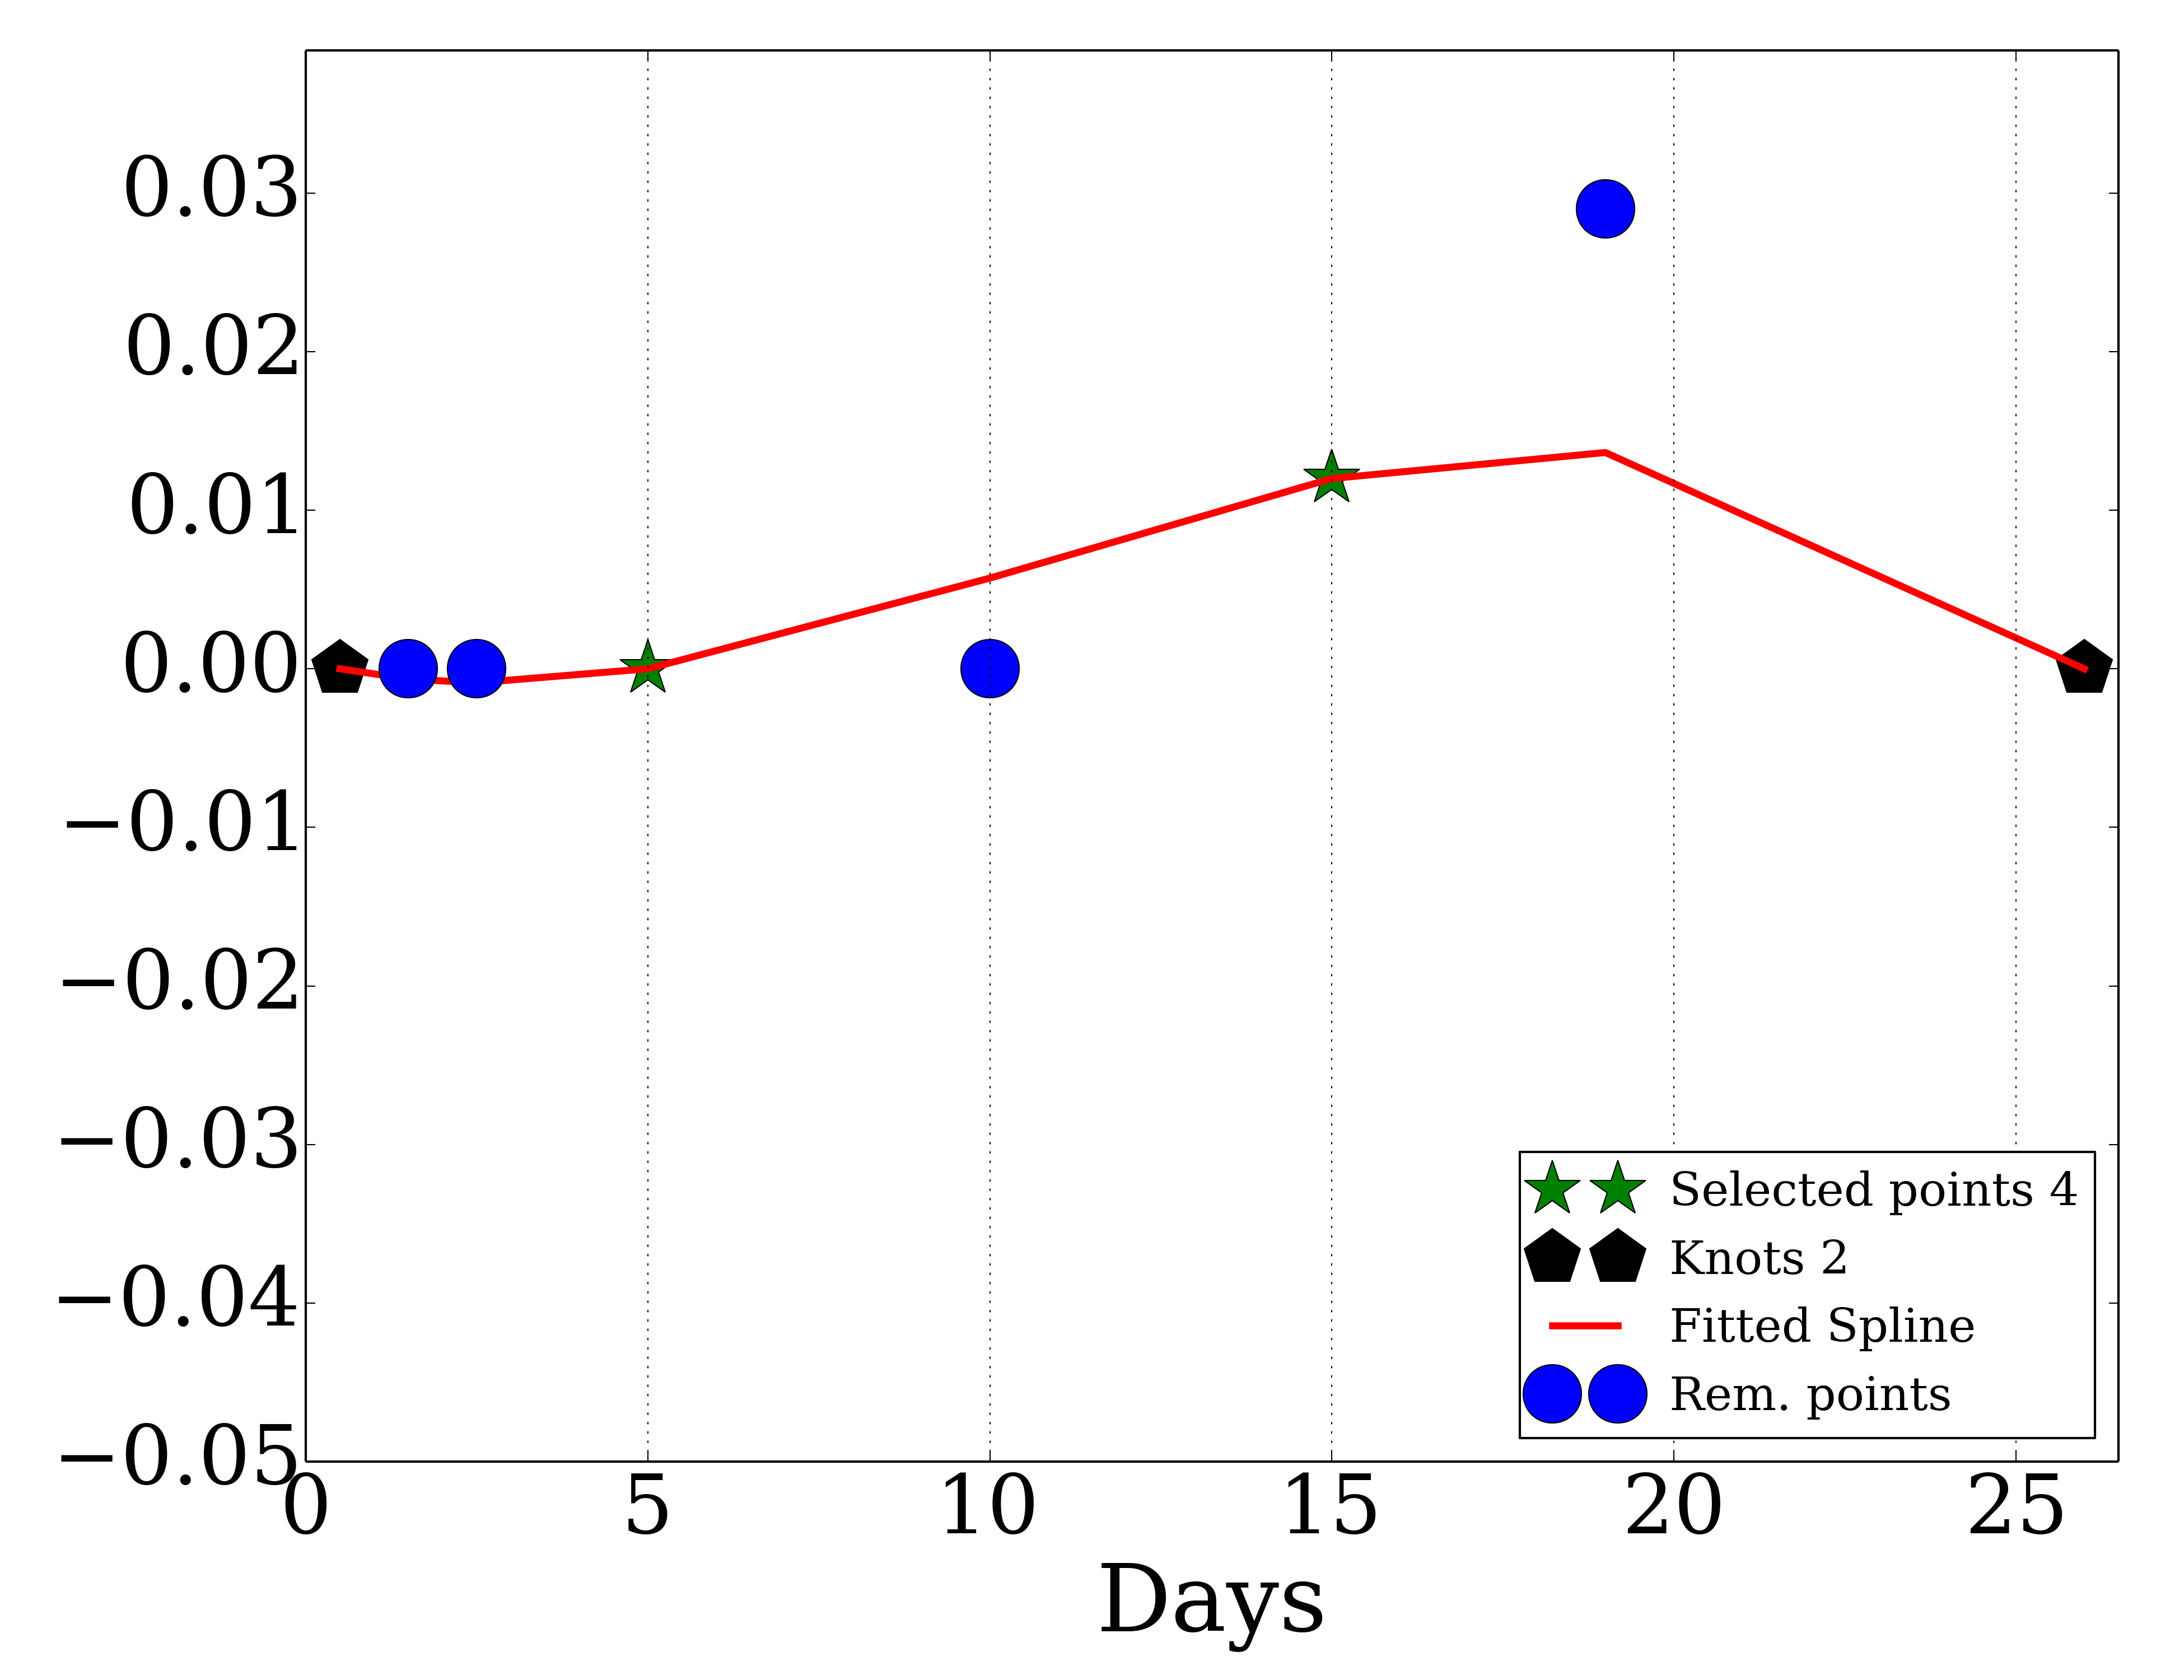 0.03
0.02
0.01
0.00
−0.01
−0.02
−0.03
−0.04
−0.05
0 5 10 15 20 25
Days
Selected points 4
Knots 2
Fitted Spline
Rem. points